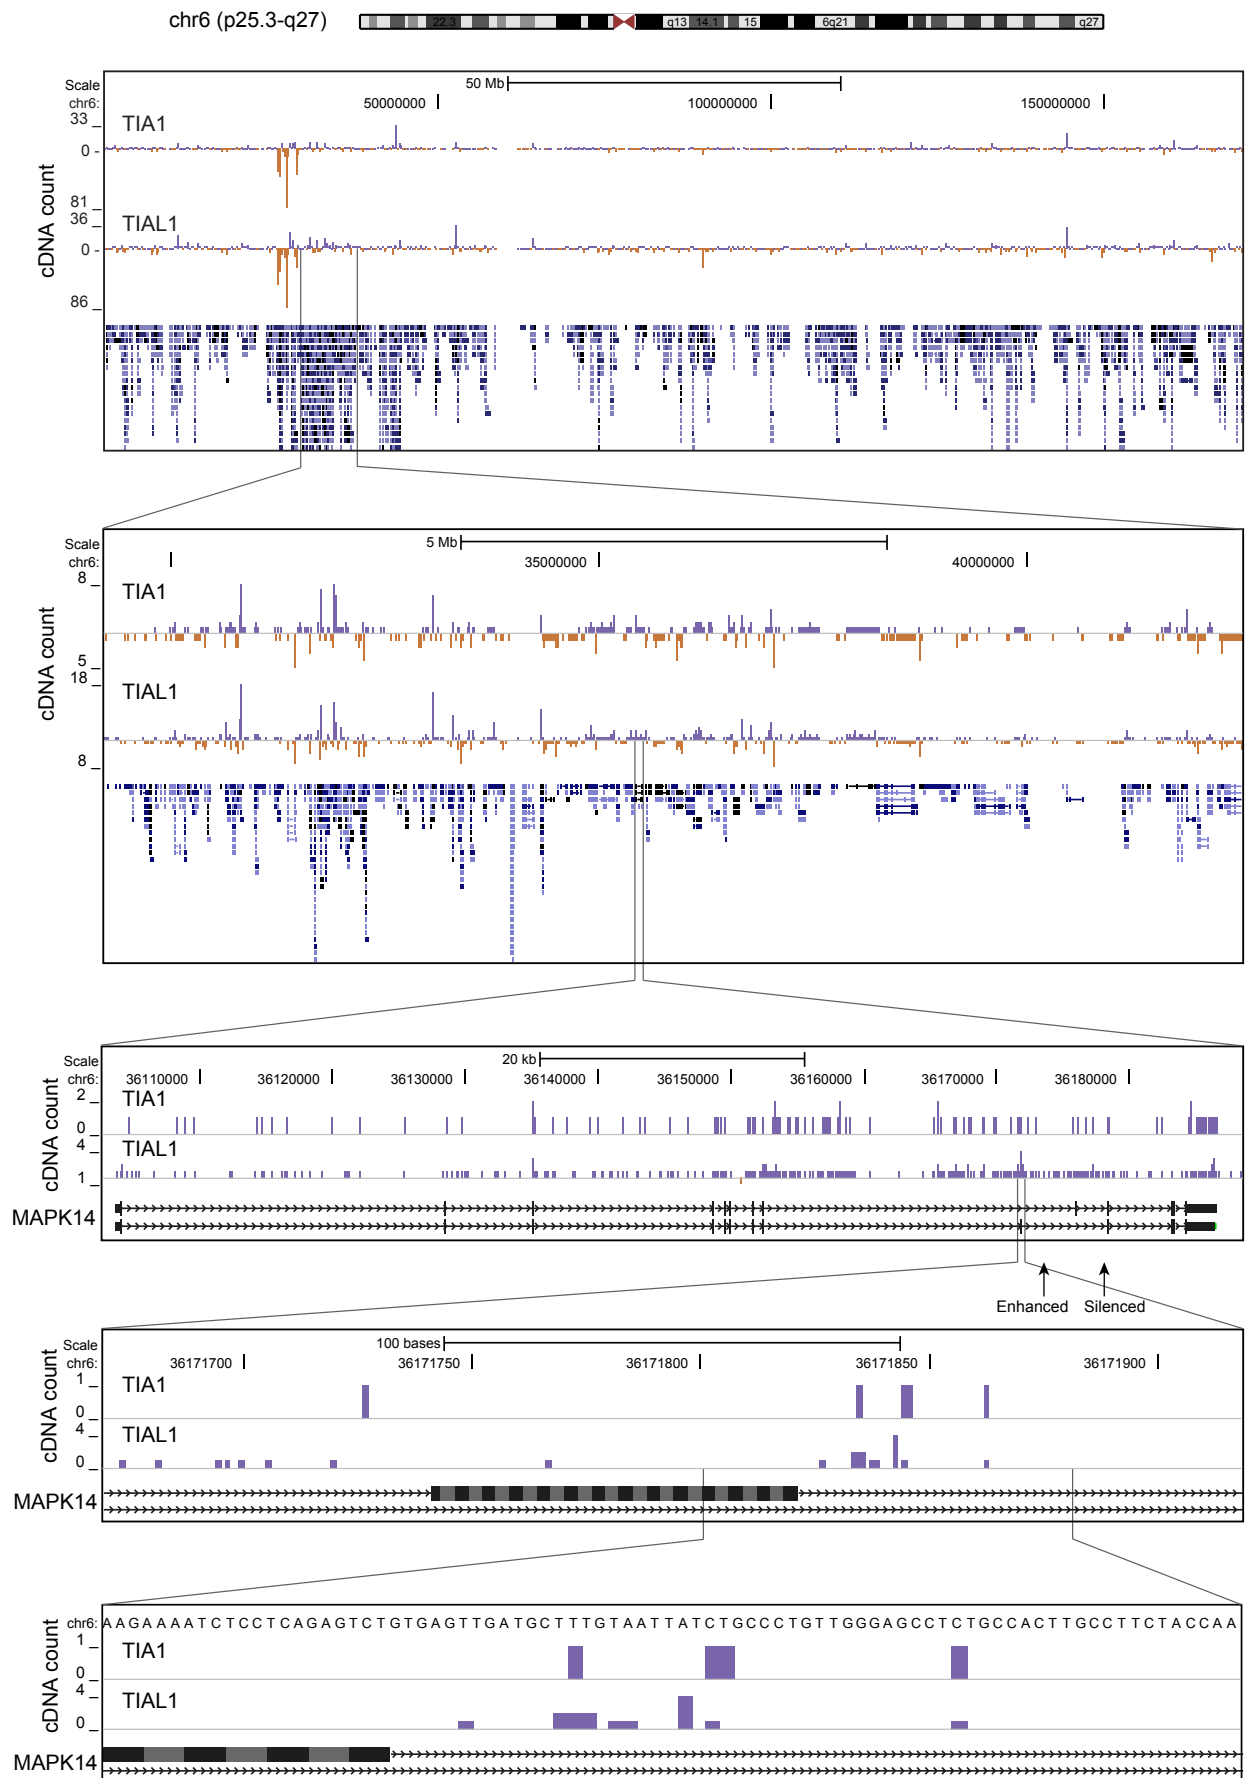 chr6 (p25.3-q27)
22.3 q13 14.1 15 6q21 q27
Scale 50 Mb
chr6: 50000000 100000000 150000000
33
TIA1
0 -
81
cDNA count
36
TIAL1
0 -
86
Scale 5 Mb
chr6: 35000000 40000000
8
TIA1
5
cDNA count
18
TIAL1
8
Scale 20 kb
chr6: 36110000 36120000 36130000 36140000 36150000 36160000 36170000 36180000
2
TIA1
0
cDNA count
4
TIAL1
1
MAPK14
Enhanced Silenced
Scale 100 bases
chr6: 36171700 36171750 36171800 36171850 36171900
1
TIA1
0
cDNA count
4
TIAL1
0
MAPK14
chr6: A A G A A A A T C T C C T C A G A G T C T G T G A G T T G A T G C T T T G T A A T T A T C T G C C C T G T T G G G A G C C T C T G C C A C T T G C C T T C T A C C A A
1
TIA1
0
cDNA count
4
TIAL1
0
MAPK14